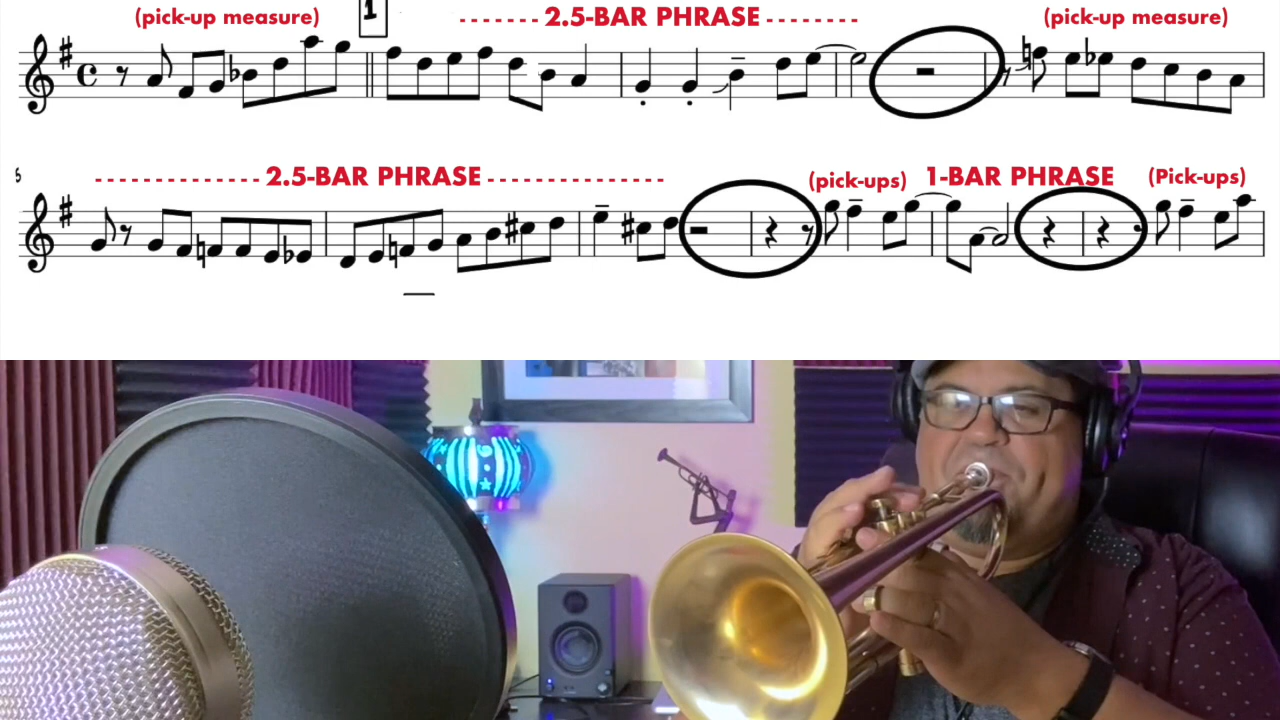 (pick-up measure)
1
2.5-BAR PHRASE
(pick-up measure)
2.5-BAR PHRASE
(pick-ups)
1-BAR PHRASE
(Pick-ups)